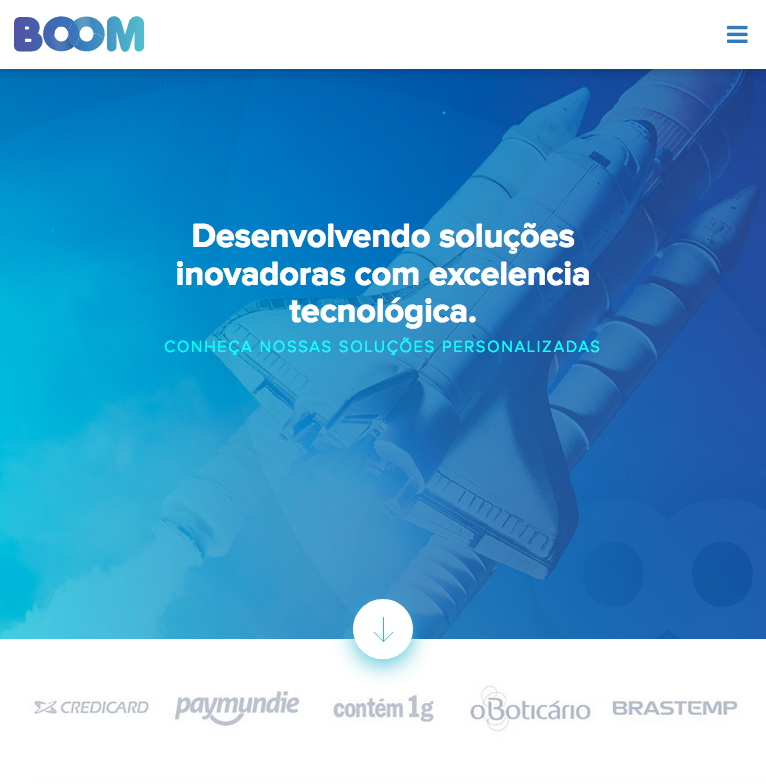 BOOM
Desenvolvendo soluções
inovadoras com excelencia
tecnológica.
CONHEÇA NOSSAS SOLUÇÕES PERSONALIZADAS
CREDICARD paymundie contém 1g oBoticário BRASTEMP